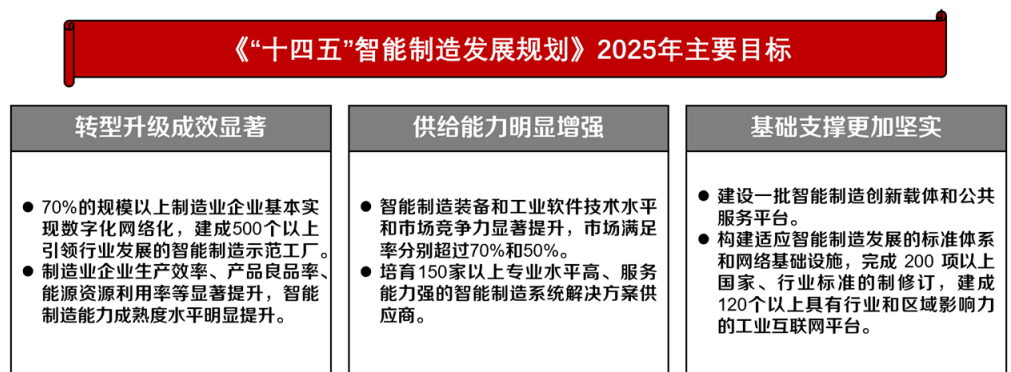 《“十四五”智能制造发展规划》2025年主要目标
转型升级成效显著
● 70%的规模以上制造业企业基本实
现数字化网络化，建成500个以上
引领行业发展的智能制造示范工厂。
● 制造业企业生产效率、产品良品率、
能源资源利用率等显著提升，智能
制造能力成熟度水平明显提升。
供给能力明显增强
● 智能制造装备和工业软件技术水平
和市场竞争力显著提升，市场满足
率分别超过70%和50%。
● 培育150家以上专业水平高、服务
能力强的智能制造系统解决方案供
应商。
基础支撑更加坚实
● 建设一批智能制造创新载体和公共
服务平台。
● 构建适应智能制造发展的标准体系
和网络基础设施，完成 200 项以上
国家、行业标准的制修订，建成
120个以上具有行业和区域影响力
的工业互联网平台。